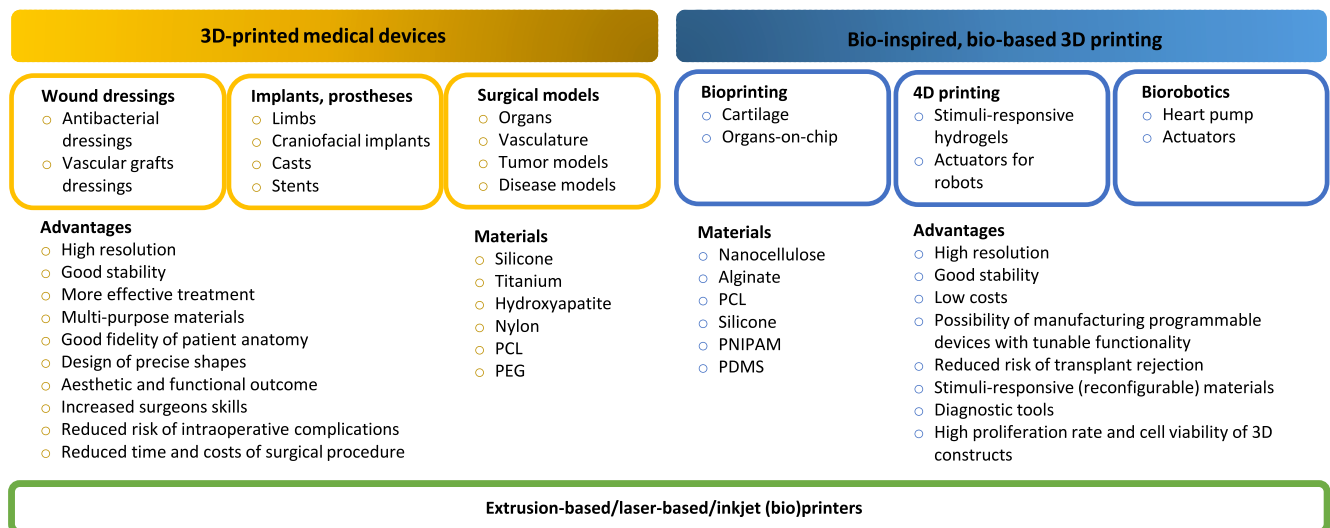 3D-printed medical devices
Wound dressings
Antibacterial
dressings
Vascular grafts
dressings
Implants, prostheses
Limbs
Craniofacial implants
Casts
Stents
Surgical models
Organs
Vasculature
Tumor models
Disease models
Advantages
High resolution
Good stability
More effective treatment
Multi-purpose materials
Good fidelity of patient anatomy
Design of precise shapes
Aesthetic and functional outcome
Increased surgeons skills
Reduced risk of intraoperative complications
Reduced time and costs of surgical procedure
Materials
Silicone
Titanium
Hydroxyapatite
Nylon
PCL
PEG
Bio-inspired, bio-based 3D printing
Bioprinting
Cartilage
Organs-on-chip
4D printing
Stimuli-responsive
hydrogels
Actuators for
robots
Biorobotics
Heart pump
Actuators
Materials
Nanocellulose
Alginate
PCL
Silicone
PNIPAM
PDMS
Advantages
High resolution
Good stability
Low costs
Possibility of manufacturing programmable
devices with tunable functionality
Reduced risk of transplant rejection
Stimuli-responsive (reconfigurable) materials
Diagnostic tools
High proliferation rate and cell viability of 3D
constructs
Extrusion-based/laser-based/inkjet (bio)printers